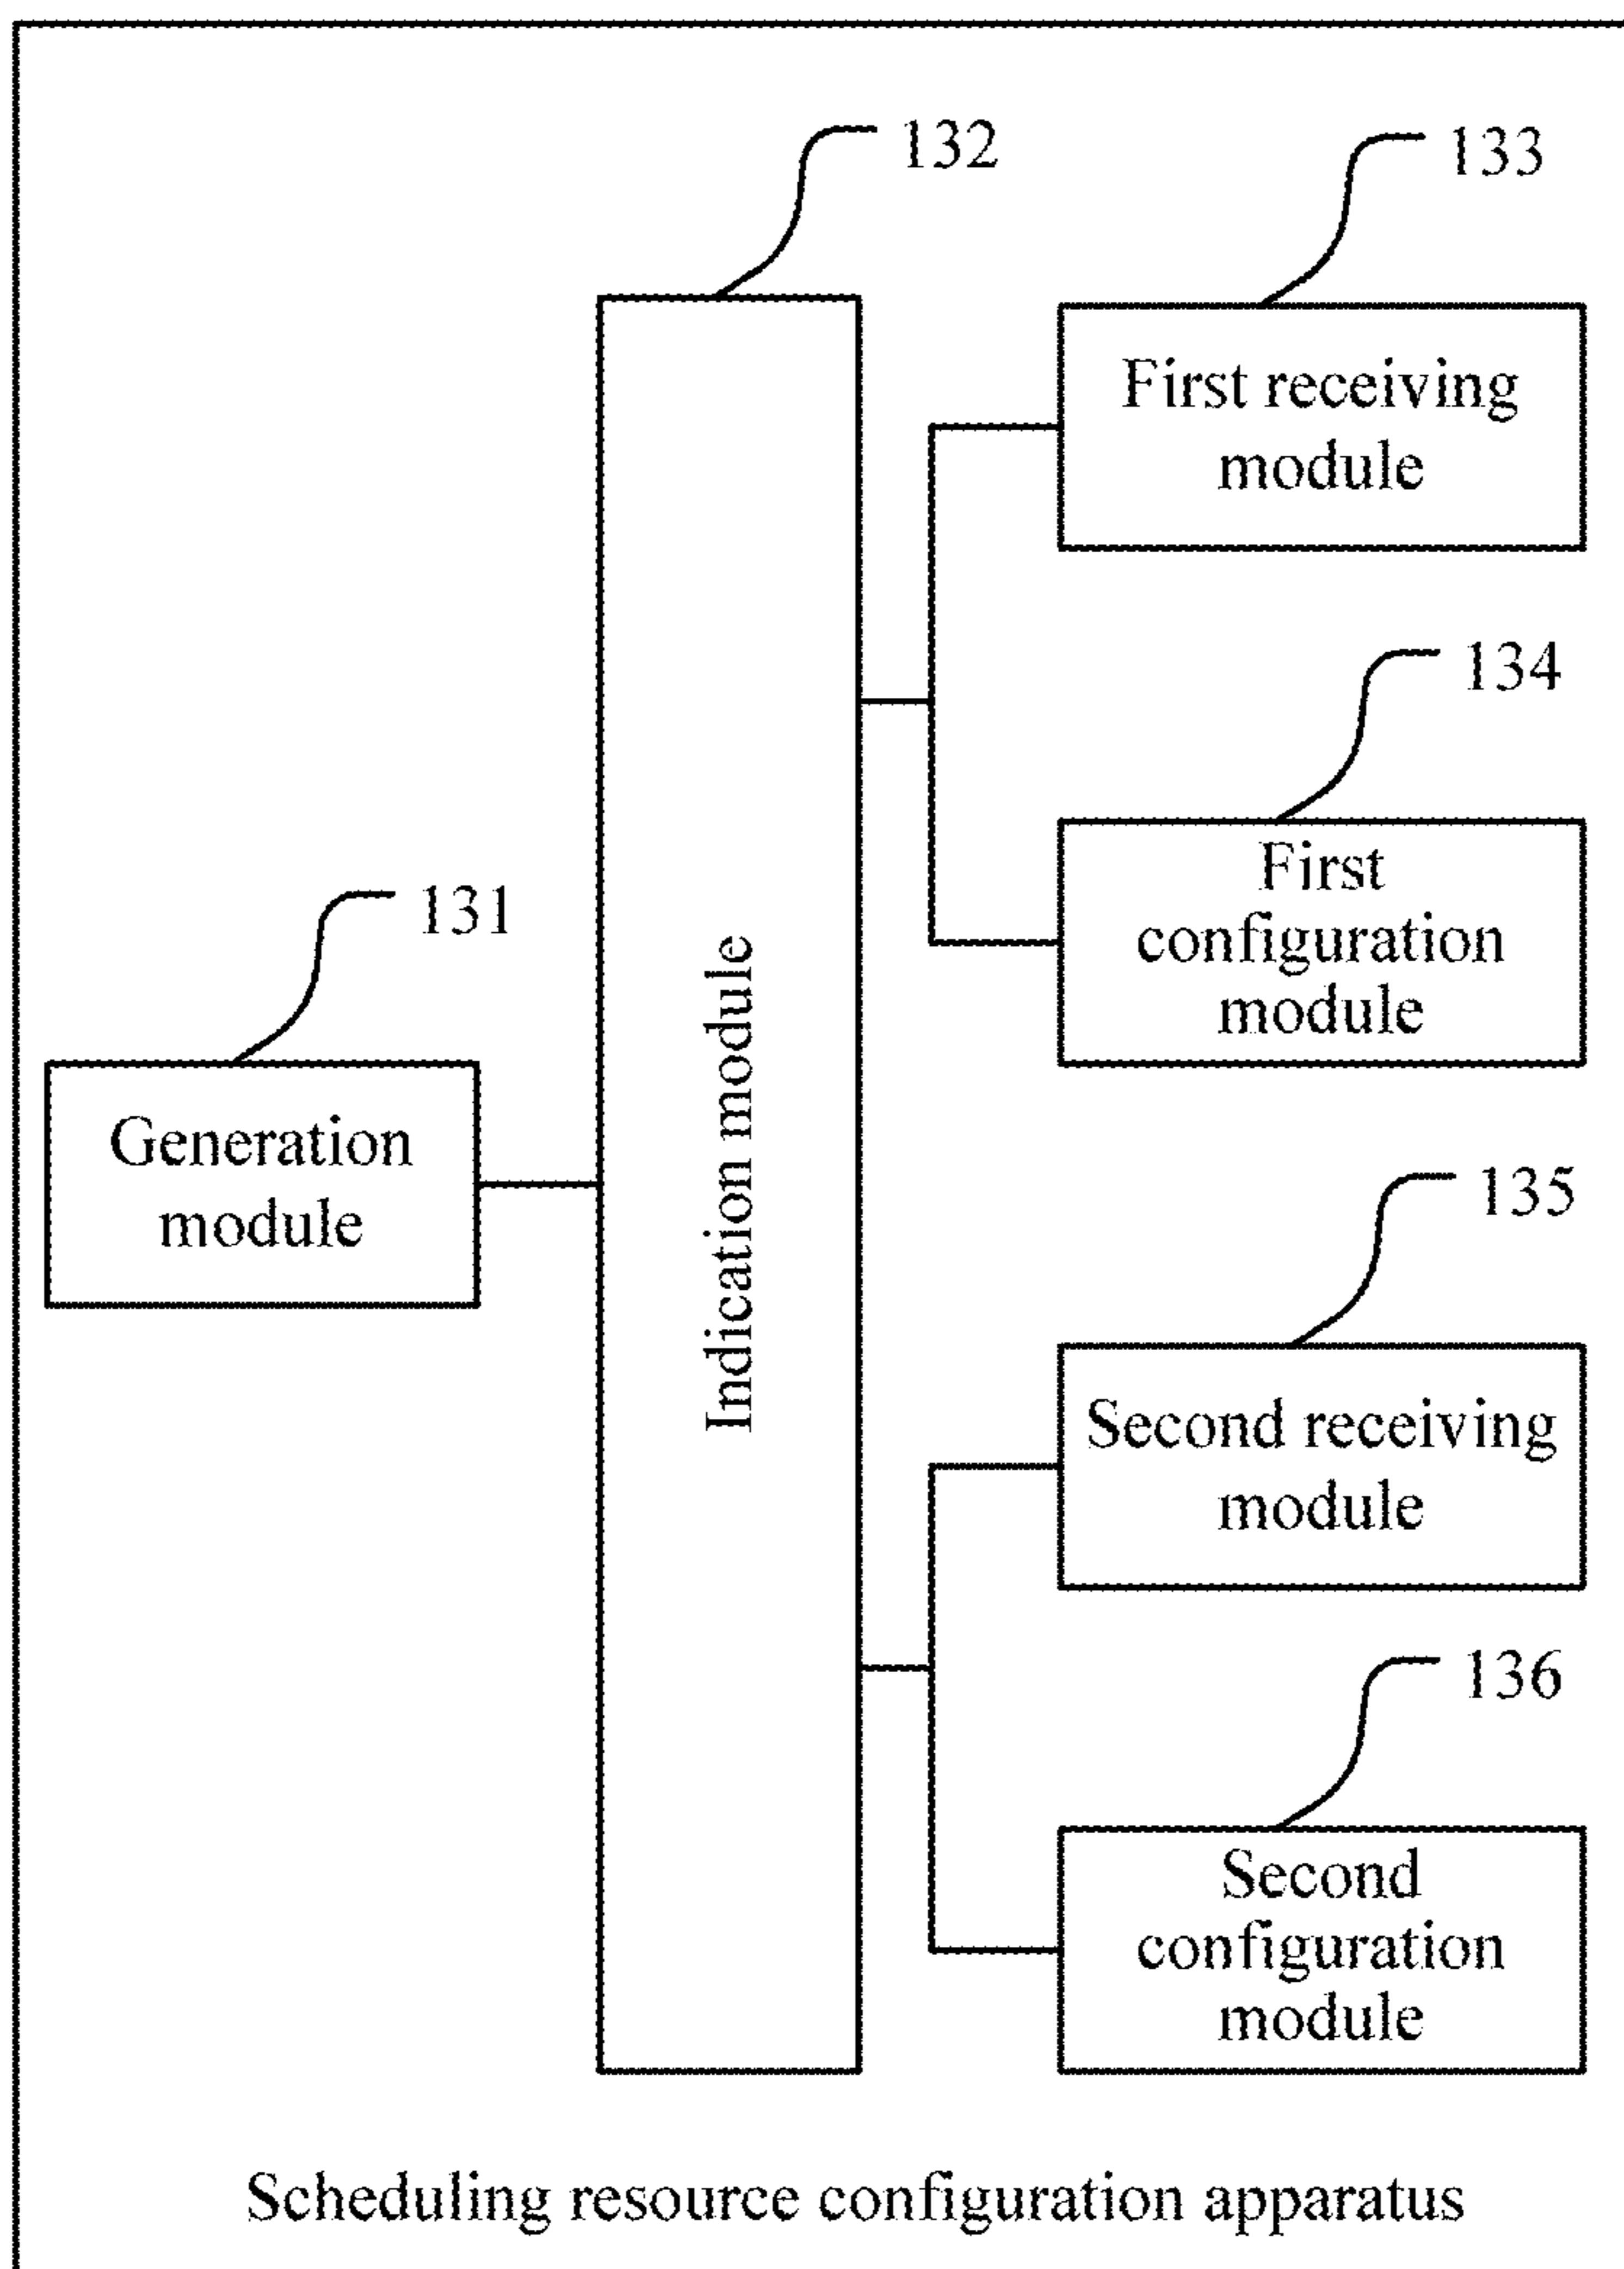 132
133
First receiving
module
134
First
configuration
module
131
Generation
module
Indication module
135
Second receiving
module
136
Second
configuration
module
Scheduling resource configuration apparatus